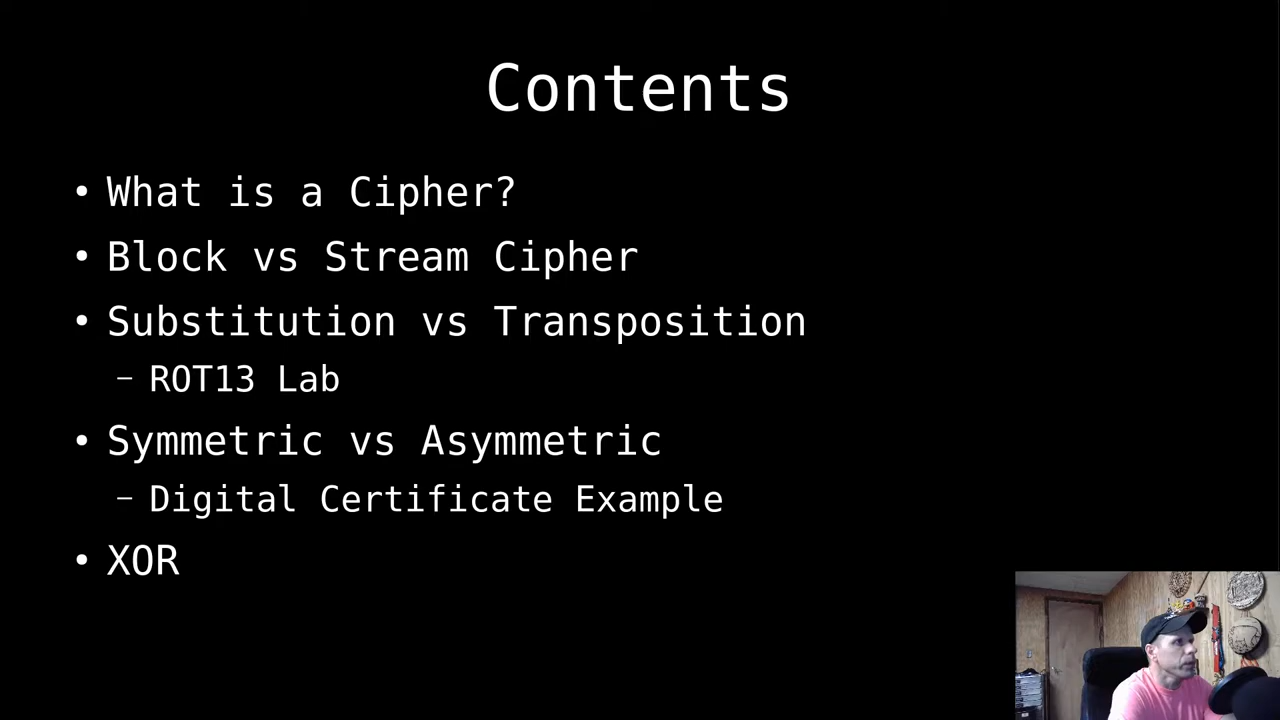 Contents
• What is a Cipher?
• Block vs Stream Cipher
• Substitution vs Transposition
– ROT13 Lab
• Symmetric vs Asymmetric
– Digital Certificate Example
• XOR